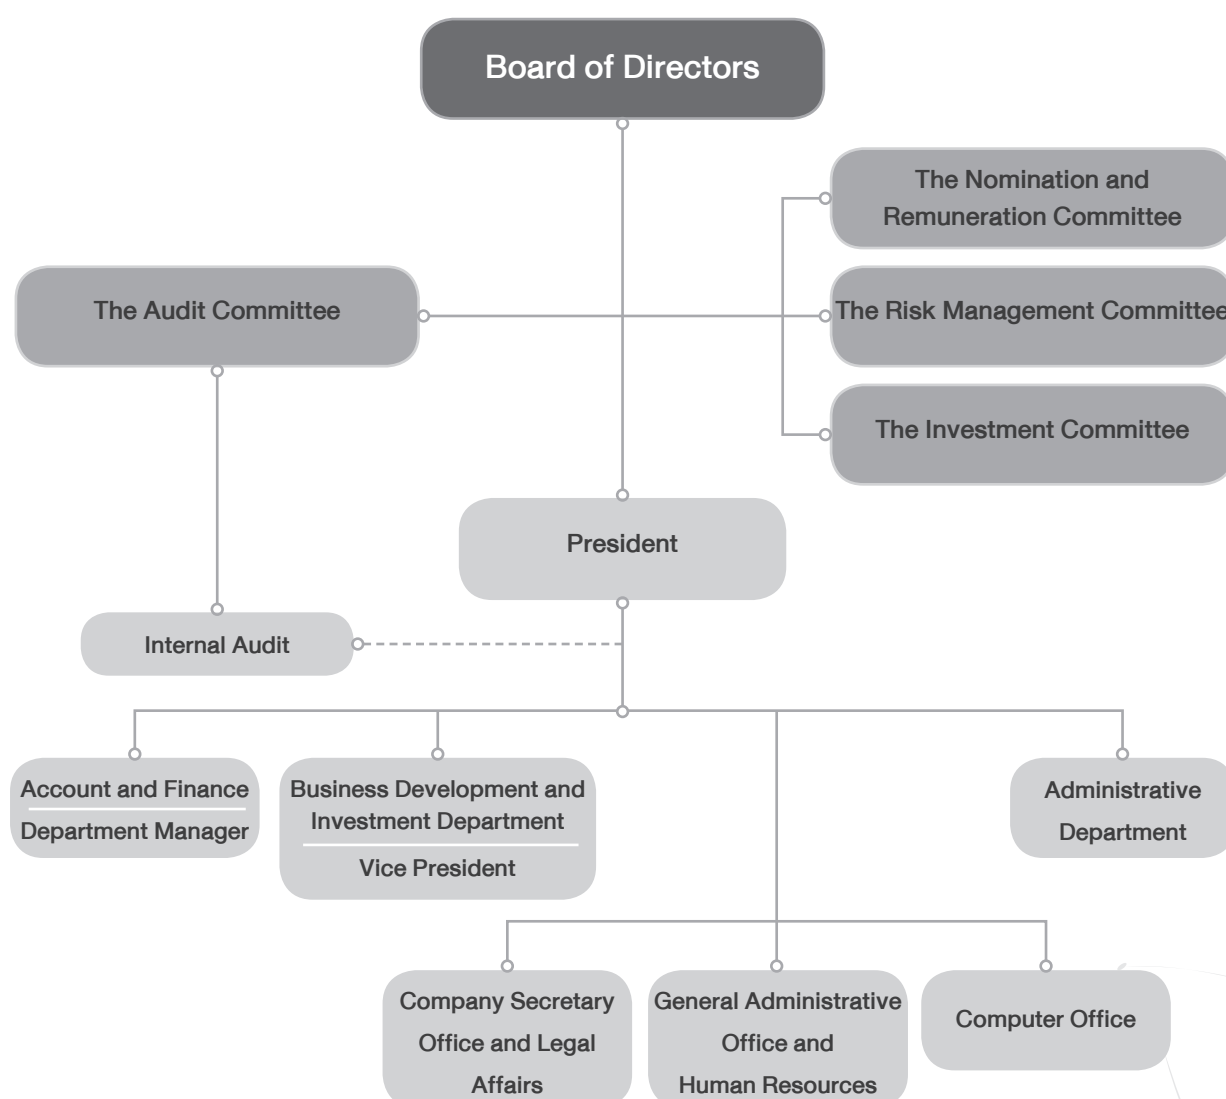 Board of Directors
The Nomination and
Remuneration Committee
The Audit Committee
The Risk Management Committee
The Investment Committee
President
Internal Audit
Account and Finance
Department Manager
Business Development and
Investment Department
Vice President
Administrative
Department
Company Secretary
Office and Legal
Affairs
General Administrative
Office and
Human Resources
Computer Office